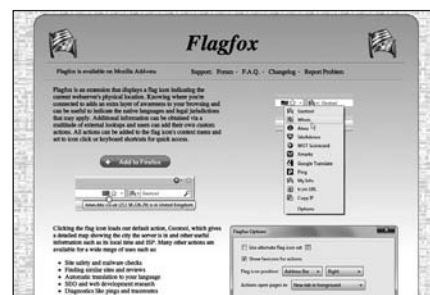 Flagfox
Flagfox is available on Mozilla Add-ons
Support: Forum - F.A.Q. - Changelog - Report Problem
Flagfox is an extension that displays a flag icon indicating the
current webserver's physical location. Knowing where you're
connected to adds an extra layer of awareness to your browsing and
can be useful to indicate the native languages and legal jurisdictions
that may apply. Additional information can be obtained via a
multitude of external lookups and users can add their own custom
actions. All actions can be added to the flag icon's context menu and
set to icon click or keyboard shortcuts for quick access.
Geotool
Whois
Alexa
SiteAdvisor
WOT Scorecard
Google Translate
Ping
My Info
Copy IP
Options
Add to Firefox
is in United Kingdom
Clicking the flag icon loads our default action, Geotool, which gives
a detailed map showing the city the server is in and other useful
information such as its local time and ISP. Many other actions are
available for a wide range of uses such as:
Site safety and malware checks
Finding similar sites and reviews
Automatic translation to your language
SEO and web development research
Diagnostics like pings and traceroutes
Flagfox Options
Use alternate flag icon set
Show favicons for actions
Flag icon position: Address Bar Right
Actions open pages in: New tab in foreground